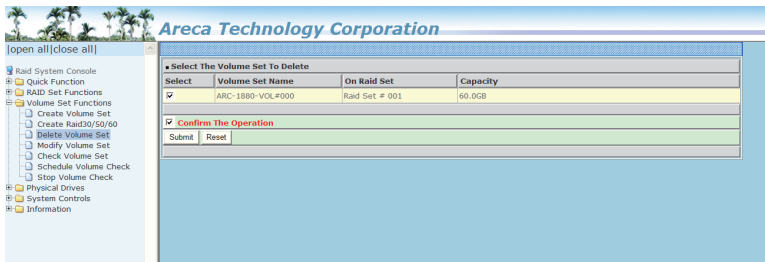 Areca Technology Corporation
|open all|close all|
Raid System Console
Quick Function
RAID Set Functions
Volume Set Functions
Create Volume Set
Create Raid30/50/60
Delete Volume Set
Modify Volume Set
Check Volume Set
Schedule Volume Check
Stop Volume Check
Physical Drives
System Controls
Information
Select The Volume Set To Delete
Select Volume Set Name On Raid Set Capacity
ARC-1880-VOL#000 Raid Set # 001 60.0GB
Confirm The Operation
Submit Reset